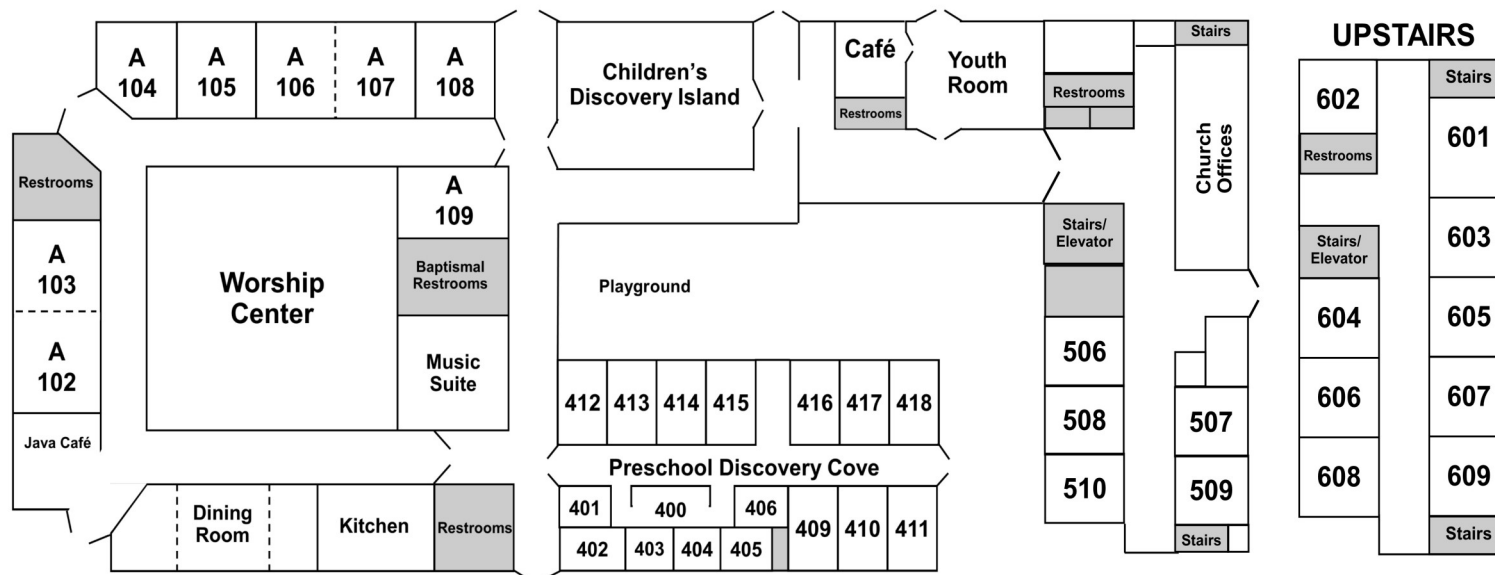 A
104
A
105
A
106
A
107
A
108
Children's
Discovery Island
Café
Restrooms
Youth
Room
Restrooms
Stairs
Church
Offices
UPSTAIRS
602
Restrooms
Stairs
601
Restrooms
A
103
A
102
Java Café
Worship
Center
A
109
Baptismal
Restrooms
Music
Suite
Playground
Stairs/
Elevator
506
508
510
507
509
Stairs
Stairs/
Elevator
603
604
605
606
607
608
609
Stairs
412
413
414
415
416
417
418
Preschool Discovery Cove
401
400
406
402
403
404
405
409
410
411
Dining
Room
Kitchen
Restrooms